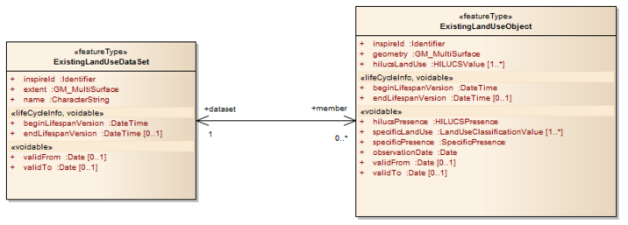 «featureType»
ExistingLandUseDataSet
+ inspireId :Identifier
+ extent :GM_MultiSurface
+ name :CharacterString
«lifeCycleInfo, voidable»
+ beginLifespanVersion :DateTime
+ endLifespanVersion :DateTime [0..1]
«voidable»
+ validFrom :Date [0..1]
+ validTo :Date [0..1]
+dataset
1
+member
0..*
«featureType»
ExistingLandUseObject
+ inspireId :Identifier
+ geometry :GM_MultiSurface
+ hilucsLandUse :HILUCSValue [1..*]
«lifeCycleInfo, voidable»
+ beginLifespanVersion :DateTime
+ endLifespanVersion :DateTime [0..1]
«voidable»
+ hilucsPresence :HILUCSPresence
+ specificLandUse :LandUseClassificationValue [1..*]
+ specificPresence :SpecificPresence
+ observationDate :Date
+ validFrom :Date [0..1]
+ validTo :Date [0..1]